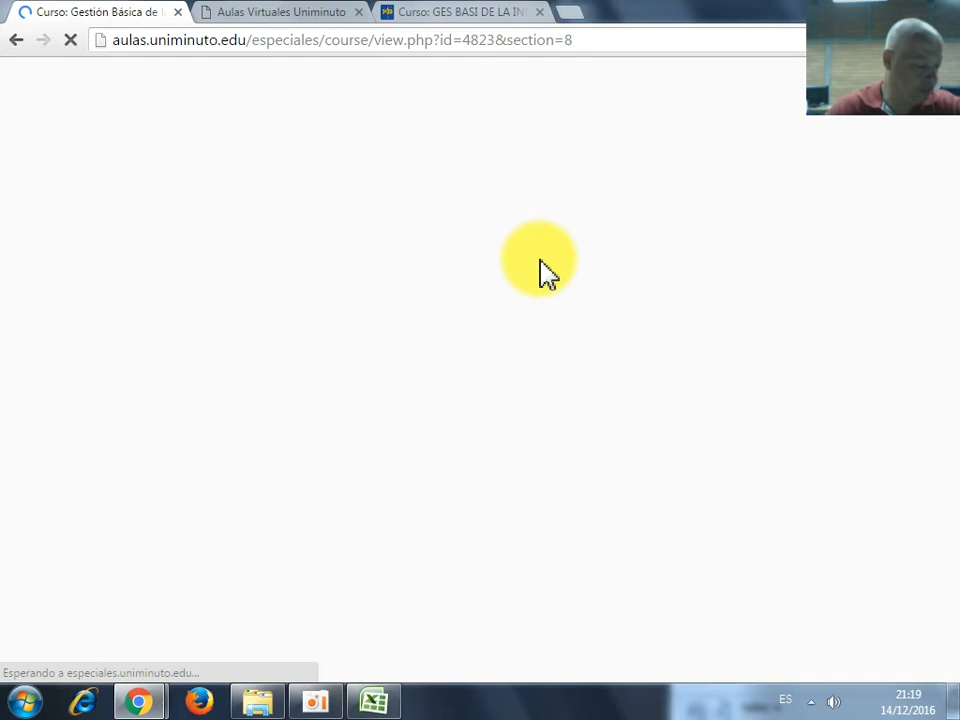 Curso: Gestión Básica de l
Aulas Virtuales Uniminuto
Curso: GES BASI DE LA IN
aulas.uniminuto.edu/especiales/course/view.php?id=4823&section=8
Esperando a especiales.uniminuto.edu...
ES
21:19
14/12/2016